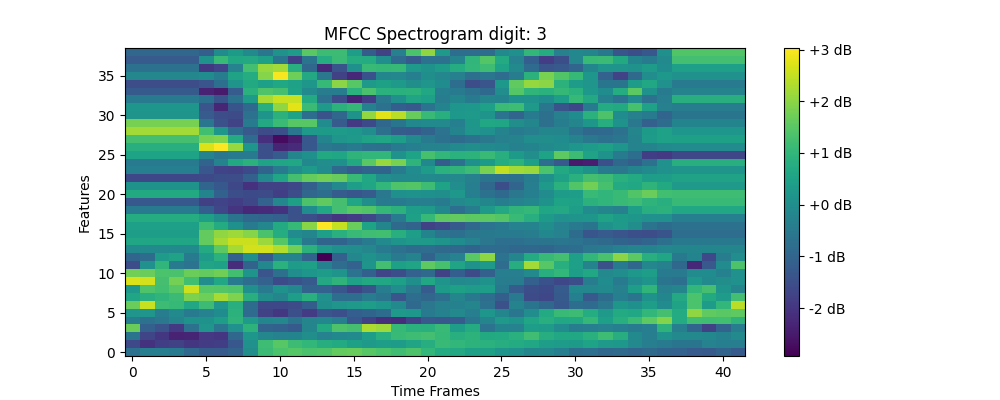 MFCC Spectrogram digit: 3
Features
35
30
25
20
15
10
5
0
0 5 10 15 20 25 30 35 40
Time Frames
+3 dB
+2 dB
+1 dB
+0 dB
-1 dB
-2 dB